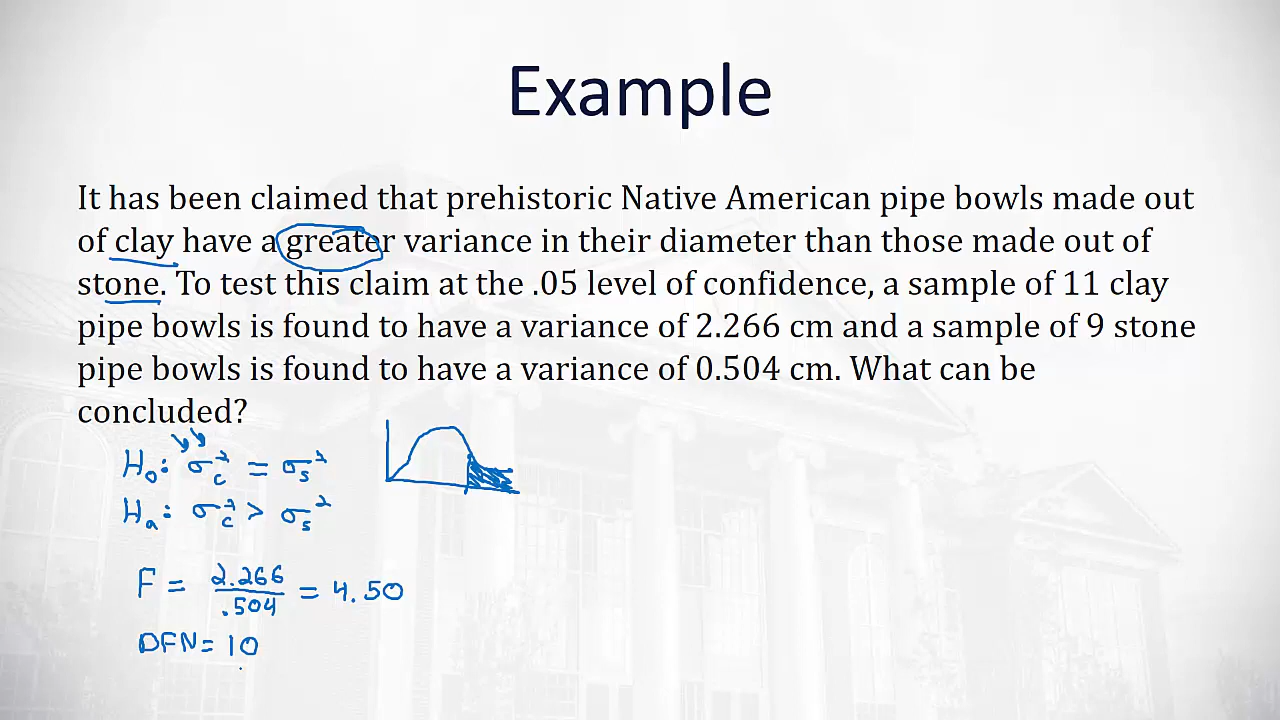 Example
It has been claimed that prehistoric Native American pipe bowls made out
of clay have a greater variance in their diameter than those made out of
stone. To test this claim at the .05 level of confidence, a sample of 11 clay
pipe bowls is found to have a variance of 2.266 cm and a sample of 9 stone
pipe bowls is found to have a variance of 0.504 cm. What can be
concluded?
H₀: σ_c² = σ_s²
Hₐ: σ_c² > σ_s²
F = 2.266/.504 = 4.50
DFN = 10